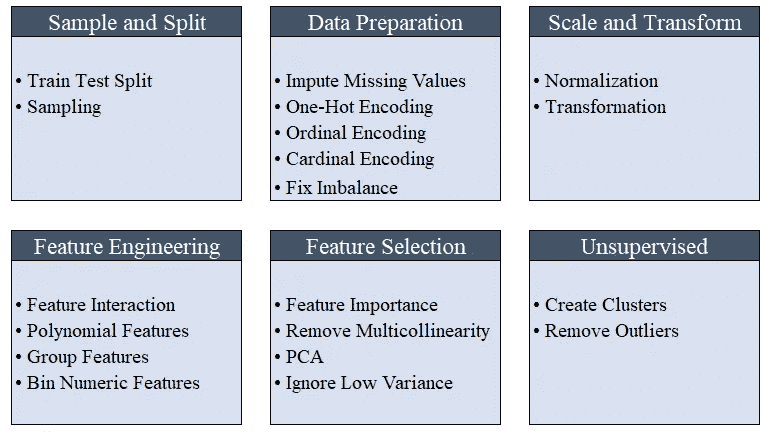 Sample and Split
• Train Test Split
• Sampling
Data Preparation
• Impute Missing Values
• One-Hot Encoding
• Ordinal Encoding
• Cardinal Encoding
• Fix Imbalance
Scale and Transform
• Normalization
• Transformation
Feature Engineering
• Feature Interaction
• Polynomial Features
• Group Features
• Bin Numeric Features
Feature Selection
• Feature Importance
• Remove Multicollinearity
• PCA
• Ignore Low Variance
Unsupervised
• Create Clusters
• Remove Outliers